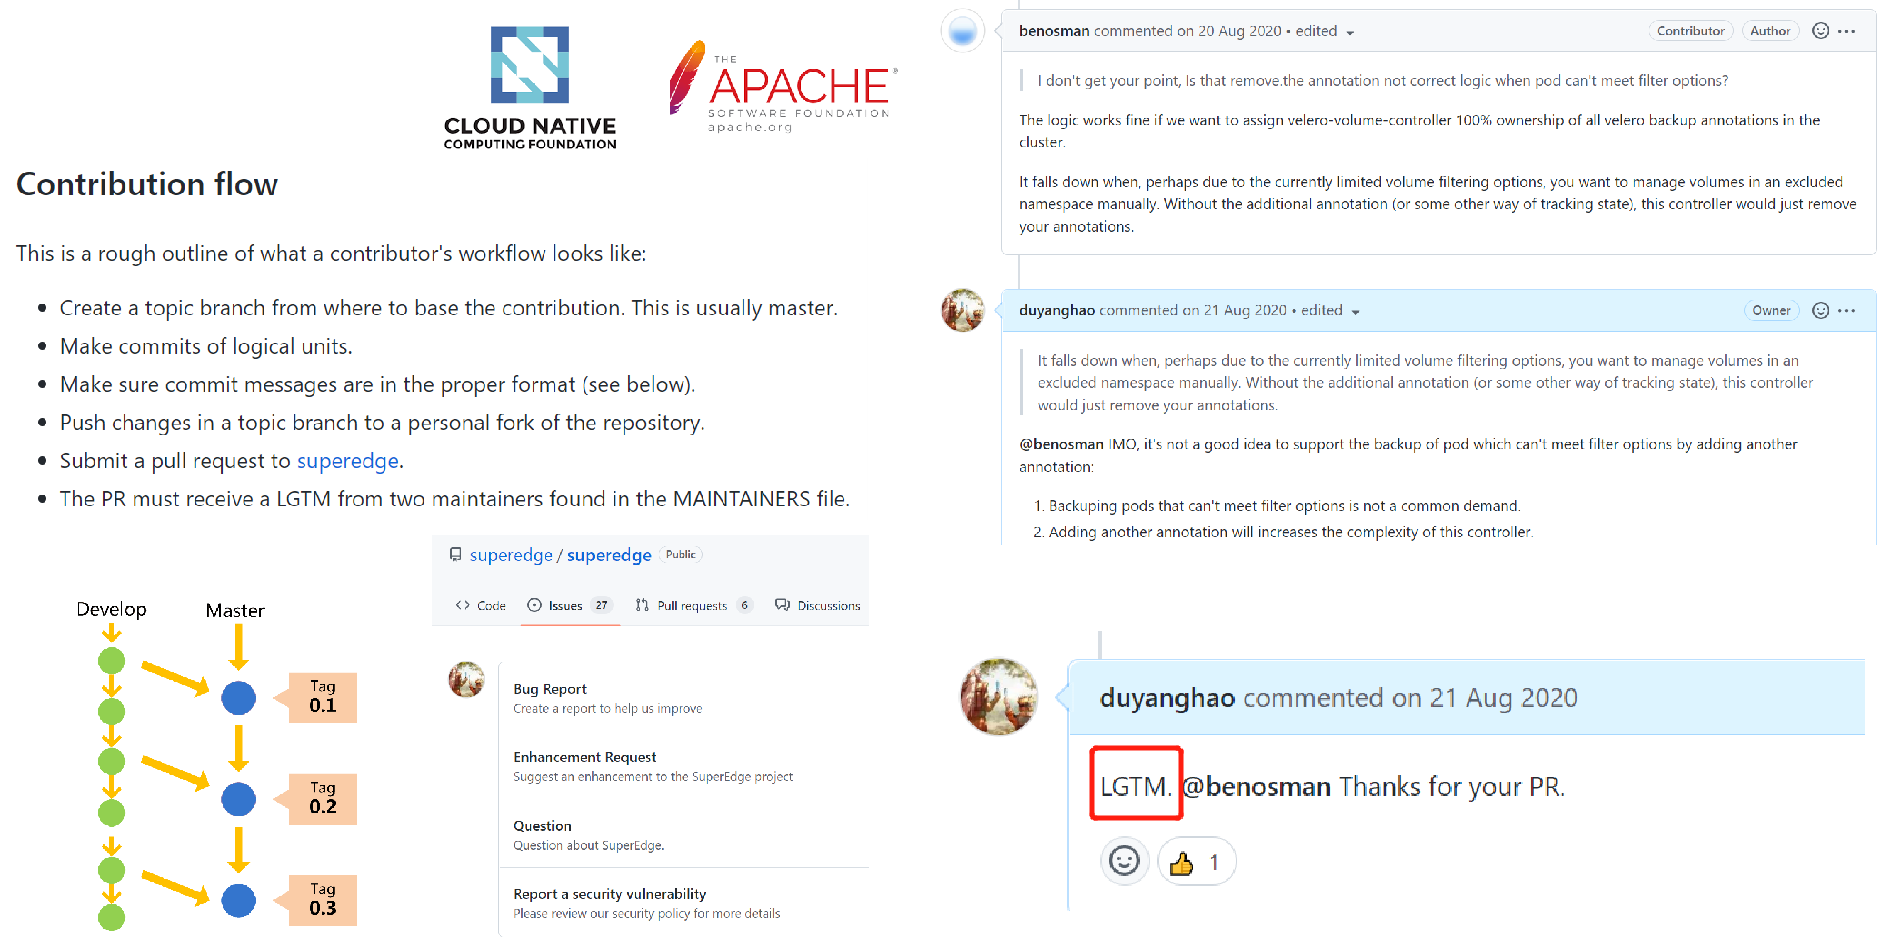 CLOUD NATIVE
COMPUTING FOUNDATION
THE
APACHE®
SOFTWARE FOUNDATION
apache.org
Contribution flow
This is a rough outline of what a contributor's workflow looks like:
• Create a topic branch from where to base the contribution. This is usually master.
• Make commits of logical units.
• Make sure commit messages are in the proper format (see below).
• Push changes in a topic branch to a personal fork of the repository.
• Submit a pull request to superedge.
• The PR must receive a LGTM from two maintainers found in the MAINTAINERS file.
Develop
Master
Tag
0.1
Tag
0.2
Tag
0.3
superedge / superedge Public
Code Issues 27 Pull requests 6 Discussions
Bug Report
Create a report to help us improve
Enhancement Request
Suggest an enhancement to the SuperEdge project
Question
Question about SuperEdge.
Report a security vulnerability
Please review our security policy for more details
benosman commented on 20 Aug 2020 • edited Contributor Author
I don't get your point, Is that remove.the annotation not correct logic when pod can't meet filter options?
The logic works fine if we want to assign velero-volume-controller 100% ownership of all velero backup annotations in the
cluster.
It falls down when, perhaps due to the currently limited volume filtering options, you want to manage volumes in an excluded
namespace manually. Without the additional annotation (or some other way of tracking state), this controller would just remove
your annotations.
duyanghao commented on 21 Aug 2020 • edited Owner
It falls down when, perhaps due to the currently limited volume filtering options, you want to manage volumes in an
excluded namespace manually. Without the additional annotation (or some other way of tracking state), this controller
would just remove your annotations.
@benosman IMO, it's not a good idea to support the backup of pod which can't meet filter options by adding another
annotation:
1. Backuping pods that can't meet filter options is not a common demand.
2. Adding another annotation will increases the complexity of this controller.
duyanghao commented on 21 Aug 2020
LGTM. @benosman Thanks for your PR.
1